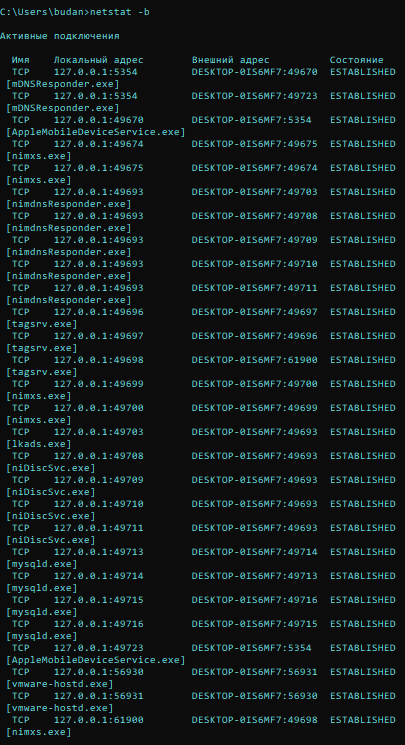 C:\Users\budan>netstat -b
Активные подключения
Имя Локальный адрес Внешний адрес Состояние
TCP 127.0.0.1:5354 DESKTOP-0IS6MF7:49670 ESTABLISHED
[mDNSResponder.exe]
TCP 127.0.0.1:5354 DESKTOP-0IS6MF7:49723 ESTABLISHED
[mDNSResponder.exe]
TCP 127.0.0.1:49670 DESKTOP-0IS6MF7:5354 ESTABLISHED
[AppleMobileDeviceService.exe]
TCP 127.0.0.1:49674 DESKTOP-0IS6MF7:49675 ESTABLISHED
[nimxs.exe]
TCP 127.0.0.1:49675 DESKTOP-0IS6MF7:49674 ESTABLISHED
[nimxs.exe]
TCP 127.0.0.1:49693 DESKTOP-0IS6MF7:49703 ESTABLISHED
[nimdnsResponder.exe]
TCP 127.0.0.1:49693 DESKTOP-0IS6MF7:49708 ESTABLISHED
[nimdnsResponder.exe]
TCP 127.0.0.1:49693 DESKTOP-0IS6MF7:49709 ESTABLISHED
[nimdnsResponder.exe]
TCP 127.0.0.1:49693 DESKTOP-0IS6MF7:49710 ESTABLISHED
[nimdnsResponder.exe]
TCP 127.0.0.1:49693 DESKTOP-0IS6MF7:49711 ESTABLISHED
[nimdnsResponder.exe]
TCP 127.0.0.1:49696 DESKTOP-0IS6MF7:49697 ESTABLISHED
[tagsrv.exe]
TCP 127.0.0.1:49697 DESKTOP-0IS6MF7:49696 ESTABLISHED
[tagsrv.exe]
TCP 127.0.0.1:49698 DESKTOP-0IS6MF7:61900 ESTABLISHED
[tagsrv.exe]
TCP 127.0.0.1:49699 DESKTOP-0IS6MF7:49700 ESTABLISHED
[nimxs.exe]
TCP 127.0.0.1:49700 DESKTOP-0IS6MF7:49699 ESTABLISHED
[nimxs.exe]
TCP 127.0.0.1:49703 DESKTOP-0IS6MF7:49693 ESTABLISHED
[lkads.exe]
TCP 127.0.0.1:49708 DESKTOP-0IS6MF7:49693 ESTABLISHED
[niDiscSvc.exe]
TCP 127.0.0.1:49709 DESKTOP-0IS6MF7:49693 ESTABLISHED
[niDiscSvc.exe]
TCP 127.0.0.1:49710 DESKTOP-0IS6MF7:49693 ESTABLISHED
[niDiscSvc.exe]
TCP 127.0.0.1:49711 DESKTOP-0IS6MF7:49693 ESTABLISHED
[niDiscSvc.exe]
TCP 127.0.0.1:49713 DESKTOP-0IS6MF7:49714 ESTABLISHED
[mysqld.exe]
TCP 127.0.0.1:49714 DESKTOP-0IS6MF7:49713 ESTABLISHED
[mysqld.exe]
TCP 127.0.0.1:49715 DESKTOP-0IS6MF7:49716 ESTABLISHED
[mysqld.exe]
TCP 127.0.0.1:49716 DESKTOP-0IS6MF7:49715 ESTABLISHED
[mysqld.exe]
TCP 127.0.0.1:49723 DESKTOP-0IS6MF7:5354 ESTABLISHED
[AppleMobileDeviceService.exe]
TCP 127.0.0.1:56930 DESKTOP-0IS6MF7:56931 ESTABLISHED
[vmware-hostd.exe]
TCP 127.0.0.1:56931 DESKTOP-0IS6MF7:56930 ESTABLISHED
[vmware-hostd.exe]
TCP 127.0.0.1:61900 DESKTOP-0IS6MF7:49698 ESTABLISHED
[nimxs.exe]